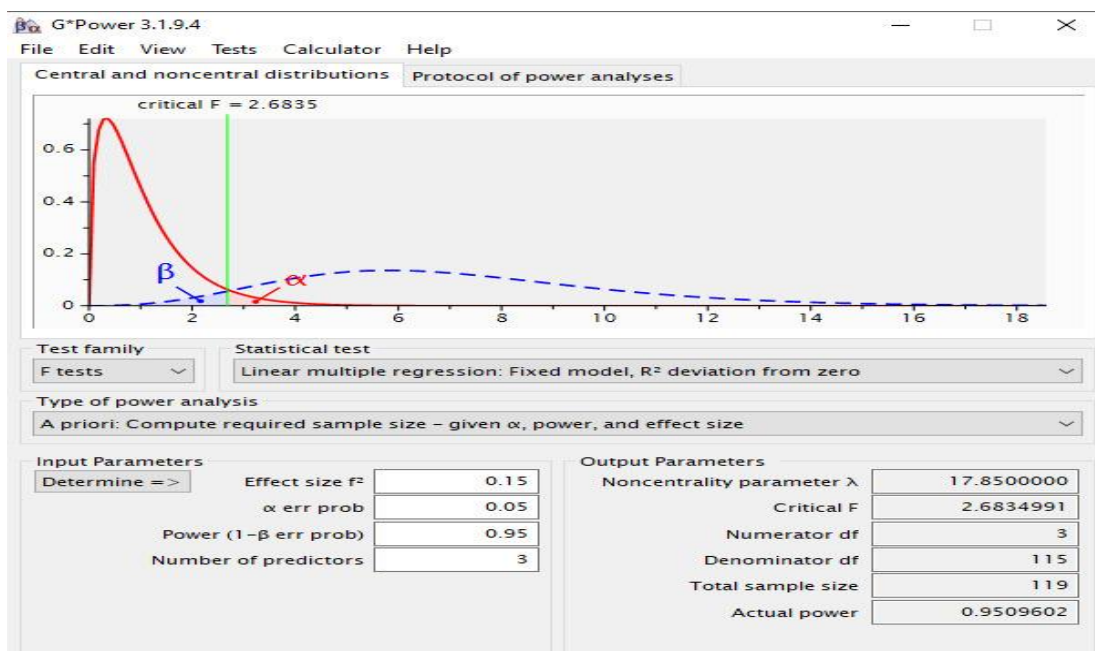 βα G*Power 3.1.9.4
File Edit View Tests Calculator Help
Central and noncentral distributions Protocol of power analyses
critical F = 2.6835
0.6
0.4
0.2
0
β
α
0 2 4 6 8 10 12 14 16 18
Test family Statistical test
F tests Linear multiple regression: Fixed model, R² deviation from zero
Type of power analysis
A priori: Compute required sample size – given α, power, and effect size
Input Parameters Output Parameters
Determine => Effect size f² 0.15 Noncentrality parameter λ 17.8500000
α err prob 0.05 Critical F 2.6834991
Power (1–β err prob) 0.95 Numerator df 3
Number of predictors 3 Denominator df 115
Total sample size 119
Actual power 0.9509602